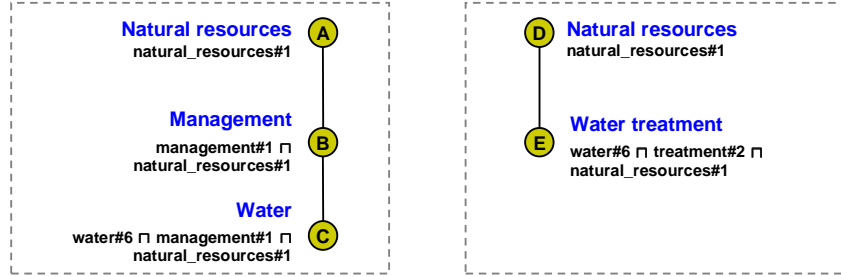 Natural resources
natural_resources#1
A
Management
management#1 ⊓
natural_resources#1
B
Water
water#6 ⊓ management#1 ⊓
natural_resources#1
C
D
Natural resources
natural_resources#1
E
Water treatment
water#6 ⊓ treatment#2 ⊓
natural_resources#1